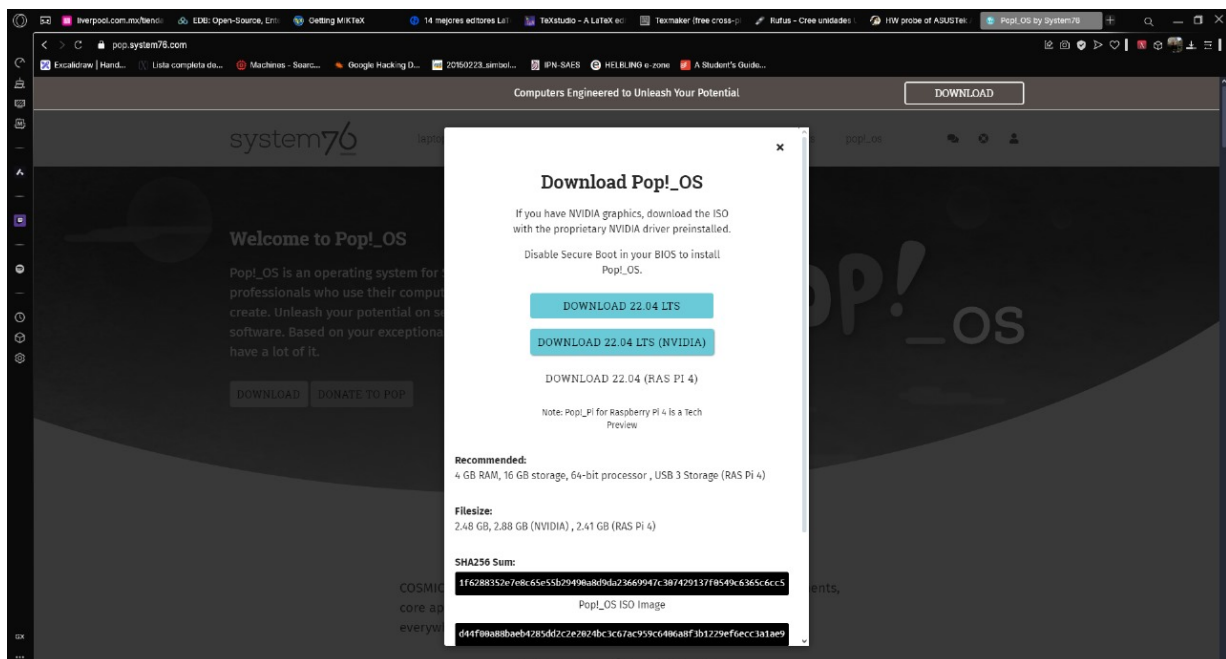 liverpool.com.mx/tienda
EDB: Open-Source, Ent
Getting MiKTeX
14 mejores editores LaT
TeXstudio - A LaTeX ed
Texmaker (free cross-p
Rufus - Cree unidades
HW probe of ASUSTek
Pop!_OS by System76
pop.system76.com
Excalidraw | Hand...
Lista completa de...
Machines - Searc...
Google Hacking D...
20150223_simbol...
IPN-SAES
HELBLING e-zone
A Student's Guide...
Computers Engineered to Unleash Your Potential
DOWNLOAD
system76
pop!_os
Welcome to Pop!_OS
Pop!_OS is an operating system for
professionals who use their comput
create. Unleash your potential on se
software. Based on your exceptiona
have a lot of it.
DOWNLOAD
DONATE TO POP
Pop!
_OS
Download Pop!_OS
If you have NVIDIA graphics, download the ISO
with the proprietary NVIDIA driver preinstalled.
Disable Secure Boot in your BIOS to install
Pop!_OS.
DOWNLOAD 22.04 LTS
DOWNLOAD 22.04 LTS (NVIDIA)
DOWNLOAD 22.04 (RAS PI 4)
Note: Pop!_Pi for Raspberry Pi 4 is a Tech
Preview
Recommended:
4 GB RAM, 16 GB storage, 64-bit processor , USB 3 Storage (RAS Pi 4)
Filesize:
2.48 GB, 2.88 GB (NVIDIA) , 2.41 GB (RAS Pi 4)
SHA256 Sum:
1f6288352e7e8c65e55b29490a8d9da23669947c307429137f0549c6365c6cc5
Pop!_OS ISO Image
d44f00a88baeb4285dd2c2e2024bc3c67ac959c6406a8f3b1229ef6ecc3a1ae9
COSMIC
core ap
everyw
ents,
GX